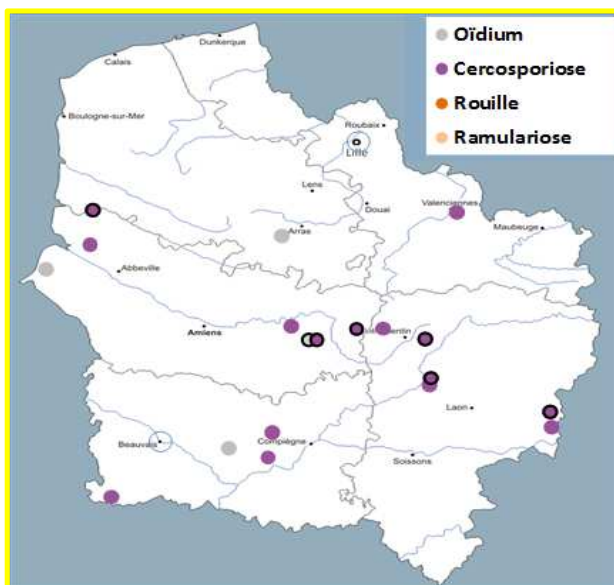 Oïdium
Cercosporiose
Rouille
Ramulariose
Dunkerque
Calais
Boulogne-sur-Mer
Roubaix
Lille
Lens
Douai
Valenciennes
Arras
Maubeuge
Abbeville
Amiens
Laon
Beauvais
Compiègne
Soissons